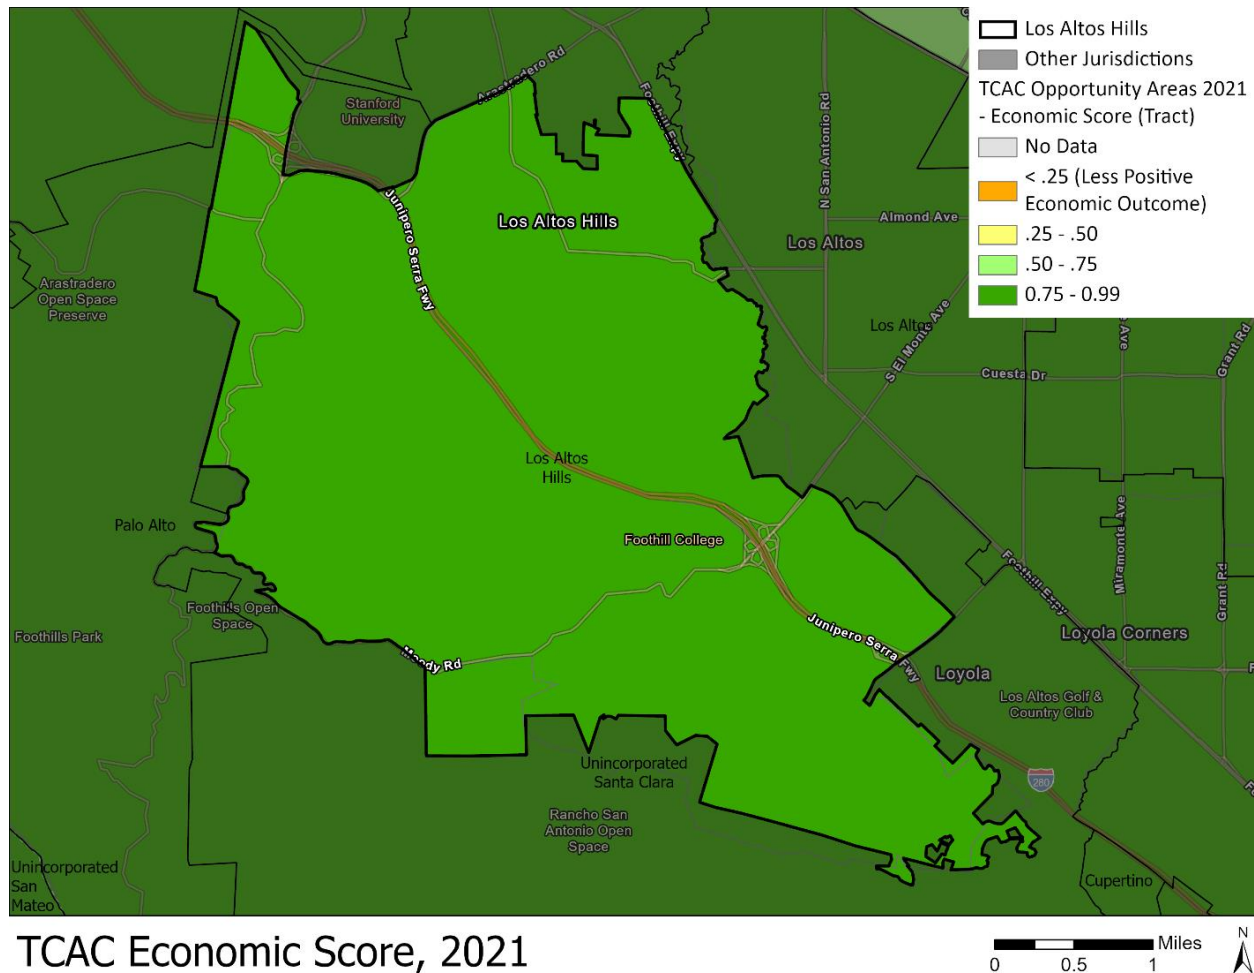 Los Altos Hills
Other Jurisdictions
TCAC Opportunity Areas 2021
- Economic Score (Tract)
No Data
< .25 (Less Positive
Economic Outcome)
.25 - .50
.50 - .75
0.75 - 0.99
Arastradero Rd
Stanford
University
Foothill Expy
N San Antonio Rd
Junipero Serra Fwy
Los Altos Hills
Almond Ave
Los Altos
Arastradero
Open Space
Preserve
Los Altos
S El Monte Ave
Ave
Grant Rd
Cuesta Dr
Los Altos
Hills
Palo Alto
Foothill College
Miramonte Ave
Foothill Expy
Grant Rd
Foothills Open
Space
Foothills Park
Junipero Serra Fwy
Loyola Corners
Moody Rd
Loyola
Los Altos Golf &
Country Club
Unincorporated
Santa Clara
280
Rancho San
Antonio Open
Space
Unincorporated
San
Mateo
Cupertino
TCAC Economic Score, 2021
Miles
0 0.5 1
N